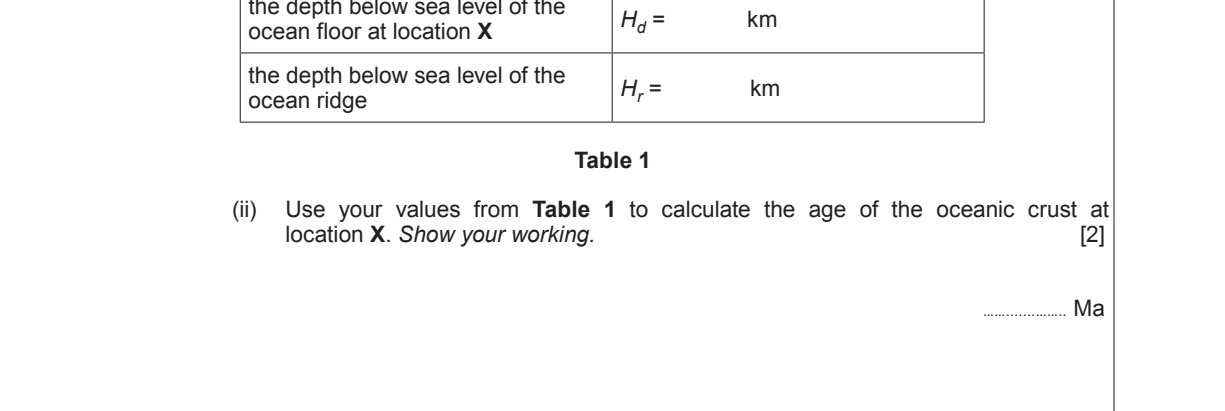 the depth below sea level of the
ocean floor at location X
H_d = km
the depth below sea level of the
ocean ridge
H_r = km
Table 1
(ii) Use your values from Table 1 to calculate the age of the oceanic crust at
location X. Show your working. [2]
.................... Ma